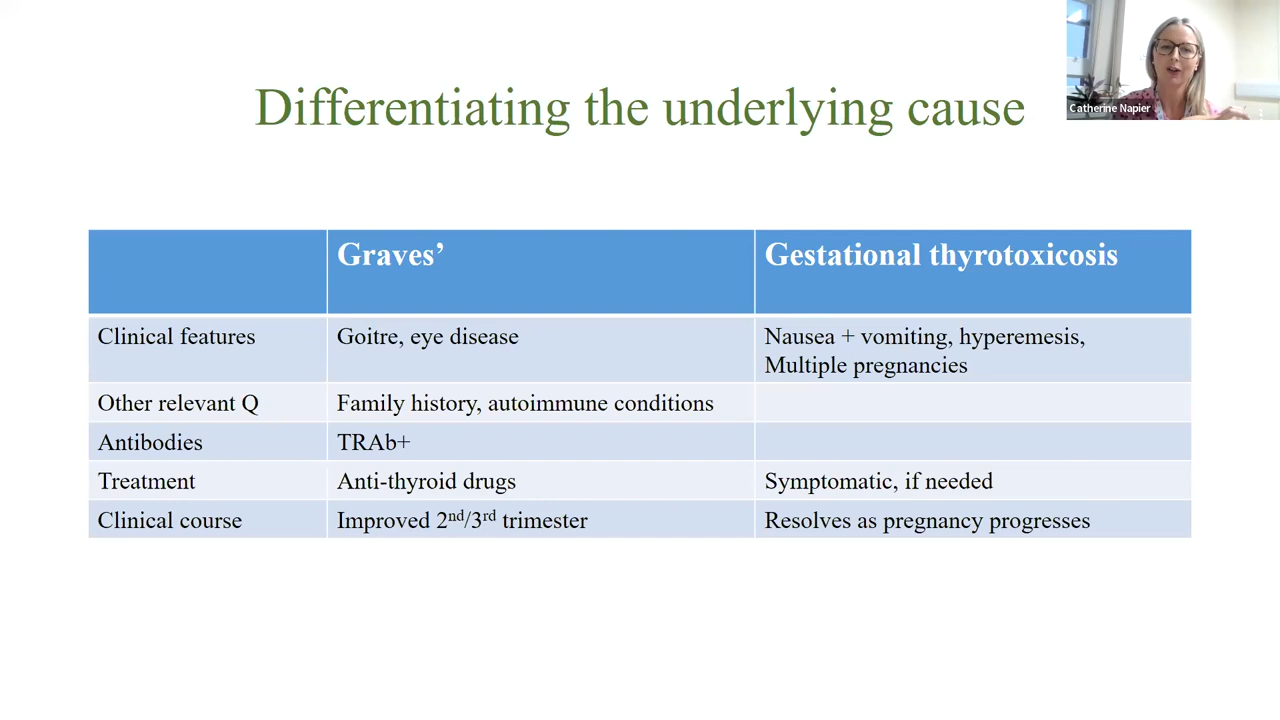 Catherine Napier
Differentiating the underlying cause
Graves’ Gestational thyrotoxicosis
Clinical features Goitre, eye disease Nausea + vomiting, hyperemesis,
Multiple pregnancies
Other relevant Q Family history, autoimmune conditions
Antibodies TRAb+
Treatment Anti-thyroid drugs Symptomatic, if needed
Clinical course Improved 2nd/3rd trimester Resolves as pregnancy progresses